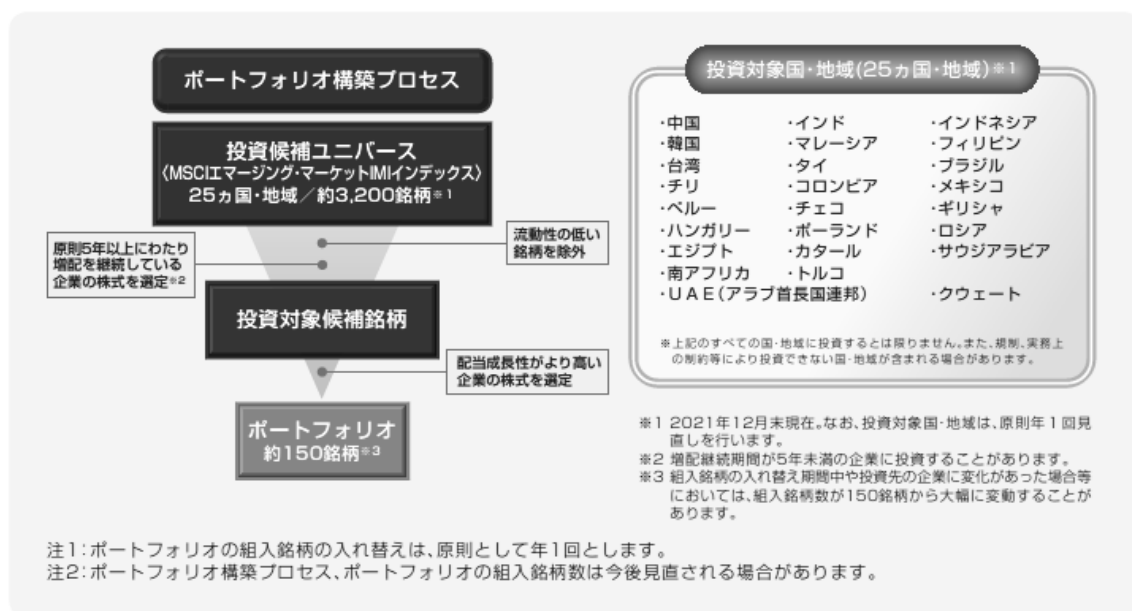 ポートフォリオ構築プロセス
投資候補ユニバース
〈MSCIエマージング・マーケットIMIインデックス〉
25ヵ国・地域／約3,200銘柄※1
流動性の低い
銘柄を除外
原則5年以上にわたり
増配を継続している
企業の株式を選定※2
投資対象候補銘柄
配当成長性がより高い
企業の株式を選定
ポートフォリオ
約150銘柄※3
投資対象国・地域(25ヵ国・地域)※1
・中国 ・インド ・インドネシア
・韓国 ・マレーシア ・フィリピン
・台湾 ・タイ ・ブラジル
・チリ ・コロンビア ・メキシコ
・ペルー ・チェコ ・ギリシャ
・ハンガリー ・ポーランド ・ロシア
・エジプト ・カタール ・サウジアラビア
・南アフリカ ・トルコ
・UAE(アラブ首長国連邦) ・クウェート
※上記のすべての国・地域に投資するとは限りません。また、規制、実務上
の制約等により投資できない国・地域が含まれる場合があります。
※1 2021年12月末現在。なお、投資対象国・地域は、原則年1回見
直しを行います。
※2 増配継続期間が5年未満の企業に投資することがあります。
※3 組入銘柄の入れ替え期間中や投資先の企業に変化があった場合等
においては、組入銘柄数が150銘柄から大幅に変動することが
あります。
注1:ポートフォリオの組入銘柄の入れ替えは、原則として年1回とします。
注2:ポートフォリオ構築プロセス、ポートフォリオの組入銘柄数は今後見直される場合があります。